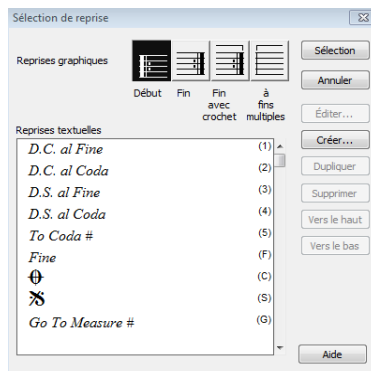 Sélection de reprise
Reprises graphiques
Début
Fin
Fin avec crochet
à fins multiples
Sélection
Annuler
Éditer...
Créer...
Dupliquer
Supprimer
Vers le haut
Vers le bas
Reprises textuelles
D.C. al Fine (1)
D.C. al Coda (2)
D.S. al Fine (3)
D.S. al Coda (4)
To Coda # (5)
Fine (F)
(C)
(S)
Go To Measure # (G)
Aide